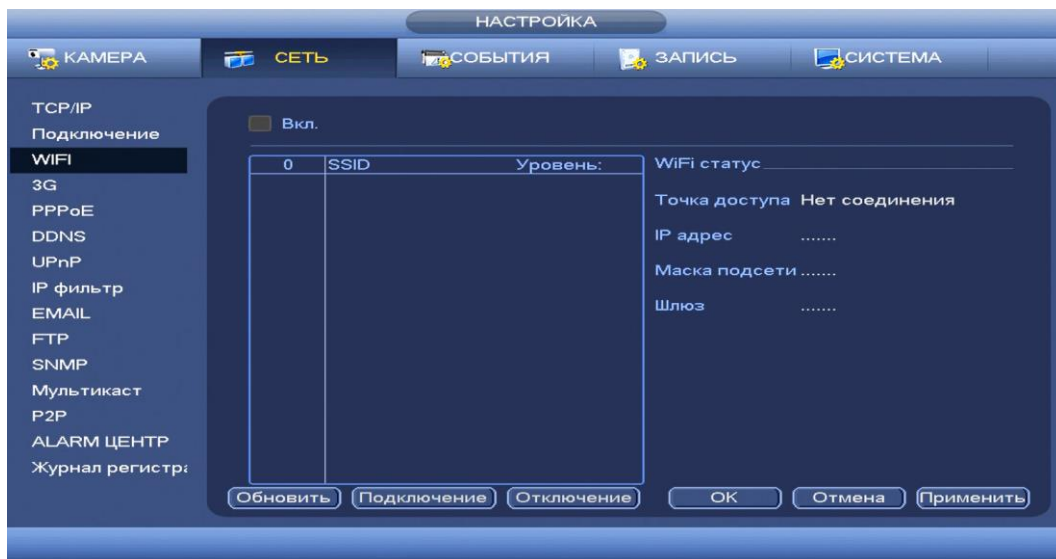 НАСТРОЙКА
КАМЕРА СЕТЬ СОБЫТИЯ ЗАПИСЬ СИСТЕМА
TCP/IP
Подключение
WIFI
3G
PPPoE
DDNS
UPnP
IP фильтр
EMAIL
FTP
SNMP
Мультикаст
P2P
ALARM ЦЕНТР
Журнал регистра
Вкл.
0 SSID Уровень:
WiFi статус
Точка доступа Нет соединения
IP адрес .......
Маска подсети .......
Шлюз .......
Обновить Подключение Отключение OK Отмена Применить